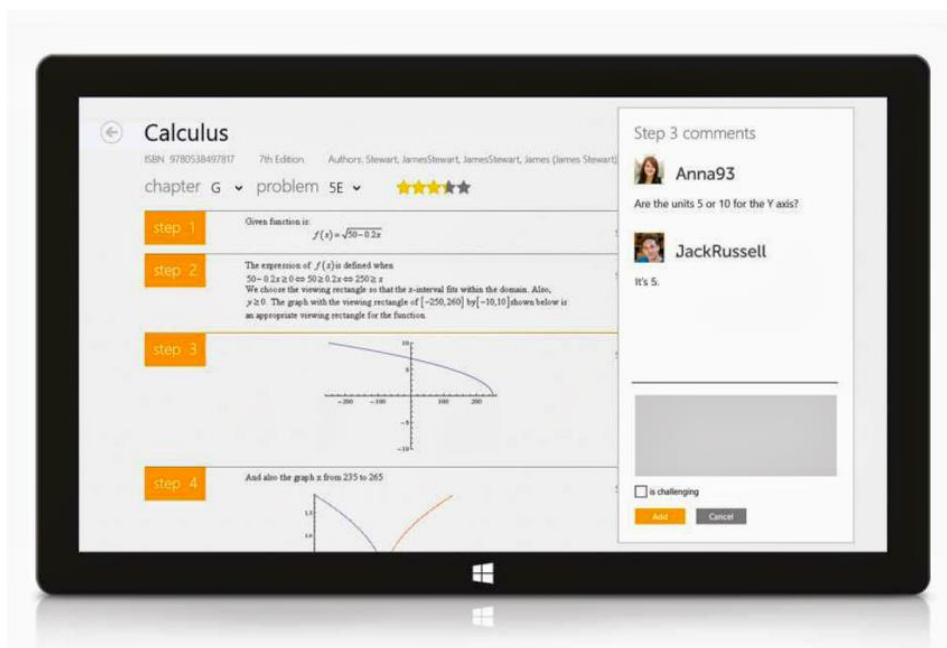 Calculus
ISBN 9780538497817 7th Edition Authors: Stewart, JamesStewart, JamesStewart, James (James Stewart)
chapter G problem 5E
step 1
Given function is:
f(x)=√50−0.2x
step 2
The expression of f(x) is defined when
50−0.2x≥0⇔50≥0.2x⇔250≥x
We choose the viewing rectangle so that the x-interval fits within the domain. Also,
y≥0. The graph with the viewing rectangle of [−250,260] by [−10,10] shown below is
an appropriate viewing rectangle for the function.
step 3
10
5
−200 −100 100 200
−5
−10
step 4
And also the graph x from 235 to 265
1.5
1.0
Step 3 comments
Anna93
Are the units 5 or 10 for the Y axis?
JackRussell
It's 5.
is challenging
Add Cancel